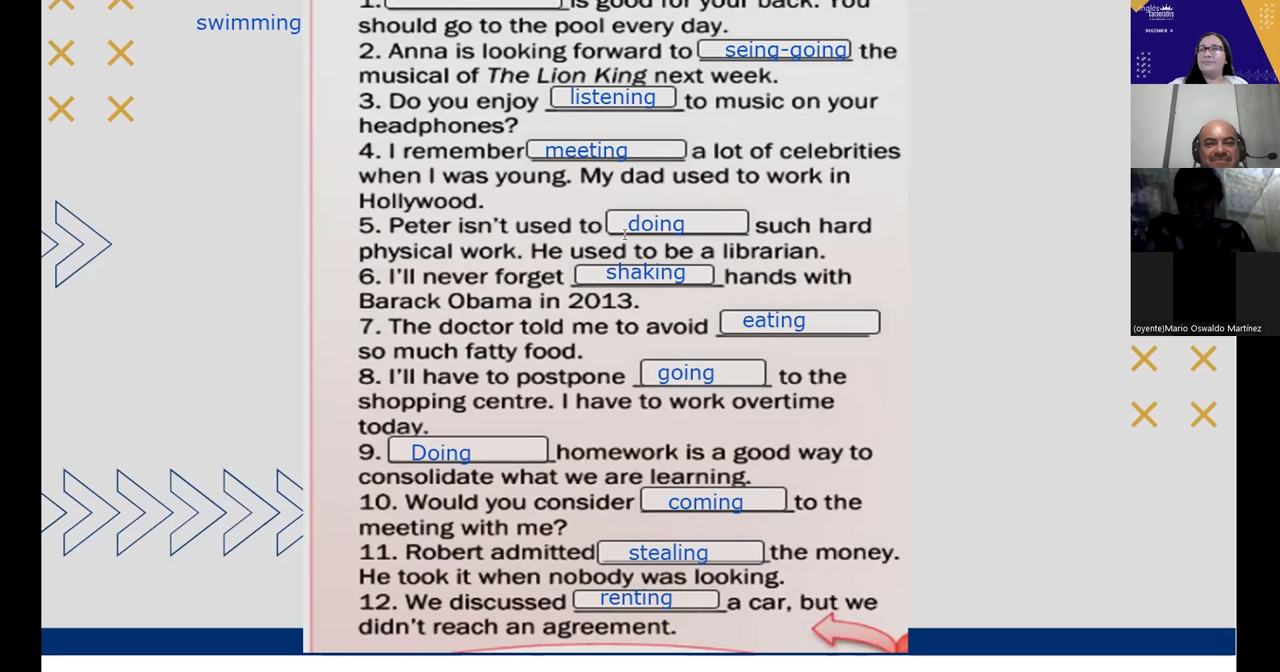 swimming
1. is good for your back. You
should go to the pool every day.
2. Anna is looking forward to seing-going the
musical of The Lion King next week.
3. Do you enjoy listening to music on your
headphones?
4. I remember meeting a lot of celebrities
when I was young. My dad used to work in
Hollywood.
5. Peter isn't used to doing such hard
physical work. He used to be a librarian.
6. I'll never forget shaking hands with
Barack Obama in 2013.
7. The doctor told me to avoid eating
so much fatty food.
8. I'll have to postpone going to the
shopping centre. I have to work overtime
today.
9. Doing homework is a good way to
consolidate what we are learning.
10. Would you consider coming to the
meeting with me?
11. Robert admitted stealing the money.
He took it when nobody was looking.
12. We discussed renting a car, but we
didn't reach an agreement.
inglés
corporativo
BEGINNER 4
(oyente)Mario Oswaldo Martínez